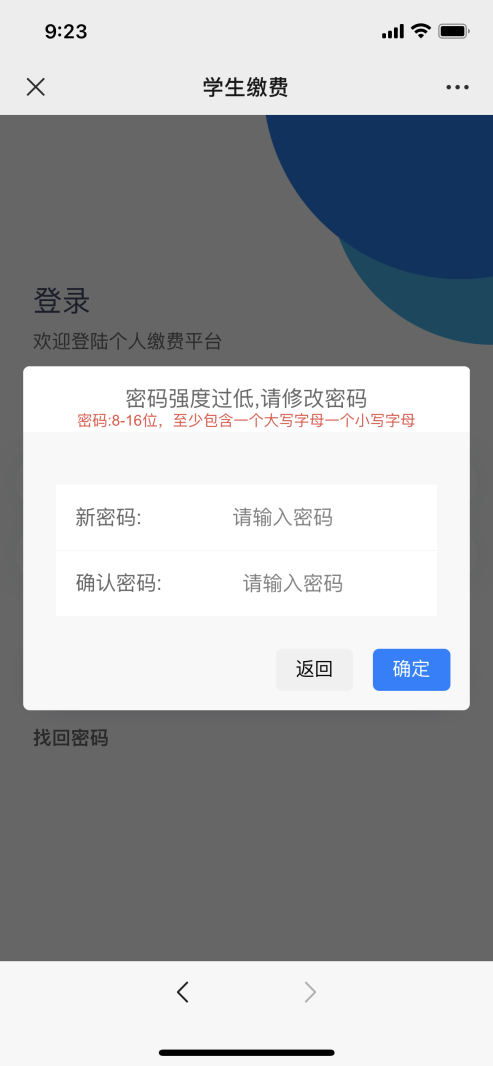 9:23
学生缴费
登录
欢迎登陆个人缴费平台
密码强度过低,请修改密码
密码:8-16位，至少包含一个大写字母一个小写字母
新密码: 请输入密码
确认密码: 请输入密码
返回 确定
找回密码